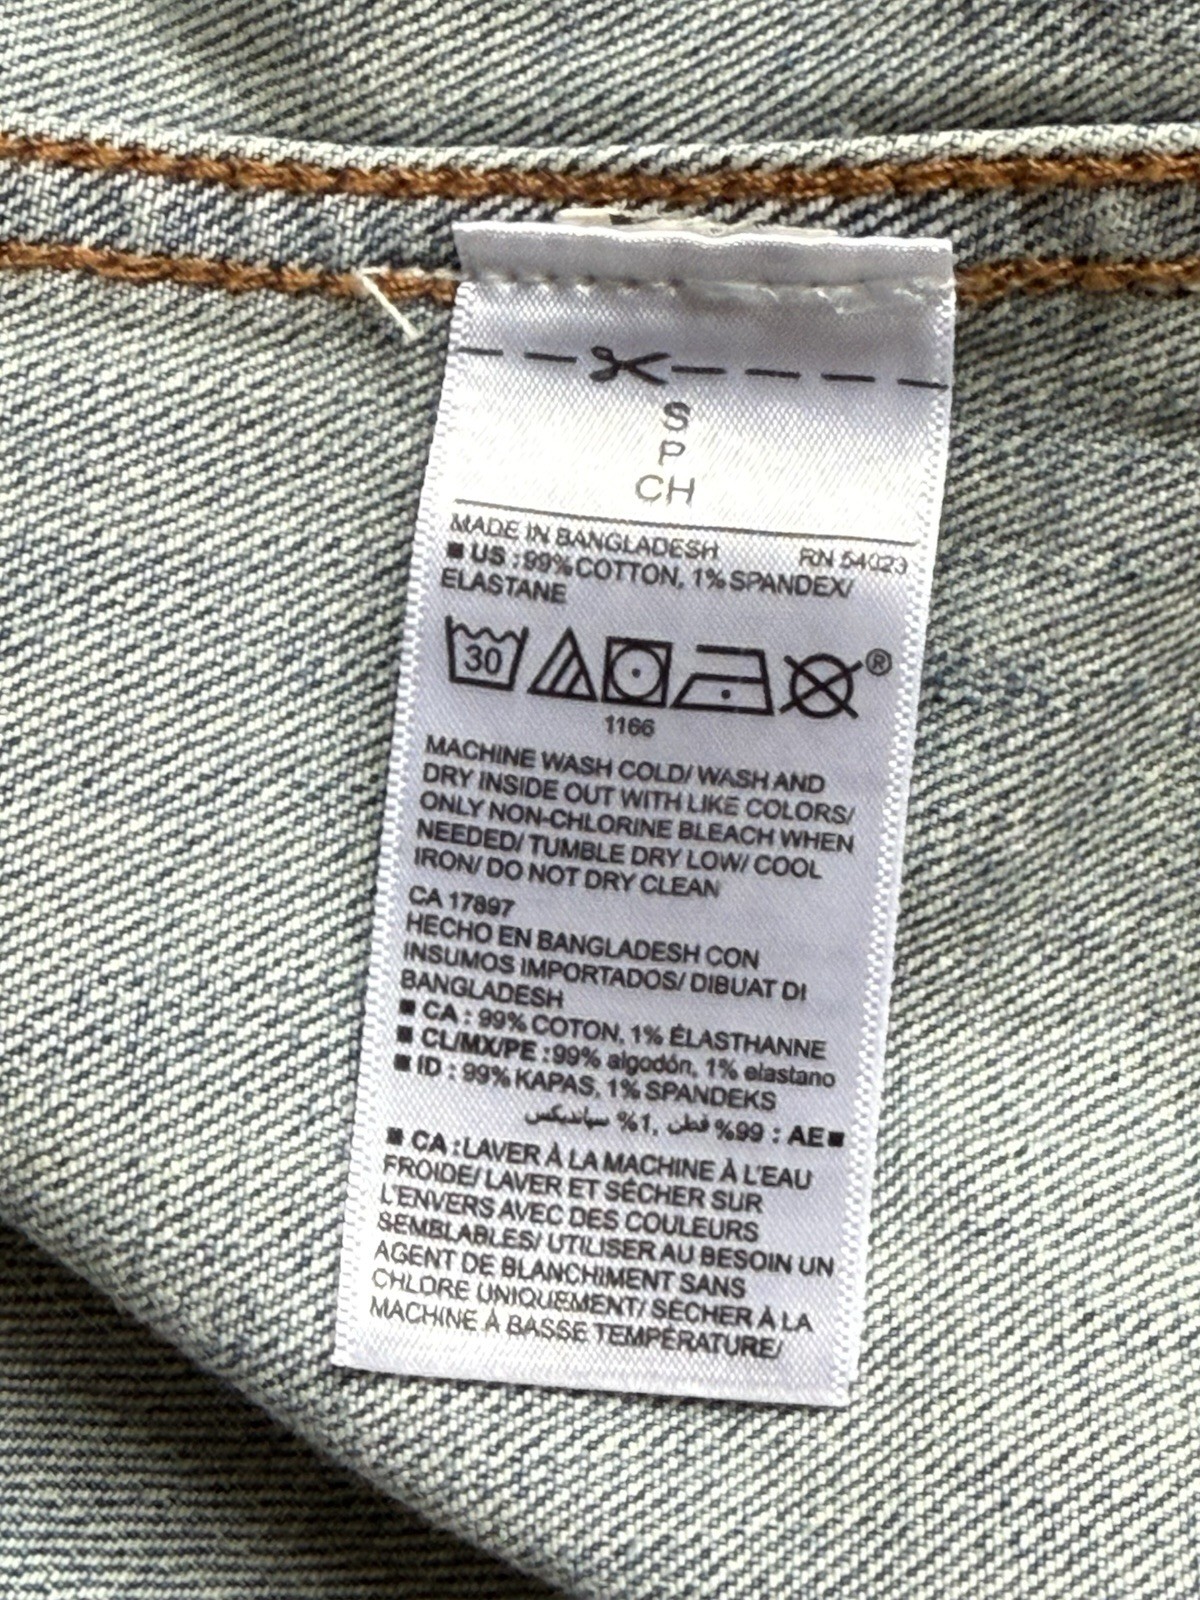 S
P
CH
MADE IN BANGLADESH RN 54023
■ US : 99% COTTON, 1% SPANDEX/
ELASTANE
30
®
1166
MACHINE WASH COLD/ WASH AND
DRY INSIDE OUT WITH LIKE COLORS/
ONLY NON-CHLORINE BLEACH WHEN
NEEDED/ TUMBLE DRY LOW/ COOL
IRON/ DO NOT DRY CLEAN
CA 17897
HECHO EN BANGLADESH CON
INSUMOS IMPORTADOS/ DIBUAT DI
BANGLADESH
■ CA : 99% COTON, 1% ÉLASTHANNE
■ CL/MX/PE : 99% algodón, 1% elastano
■ ID : 99% KAPAS, 1% SPANDEKS
■ AE : 99% قطن, 1% سباندیکس
■ CA : LAVER À LA MACHINE À L'EAU
FROIDE/ LAVER ET SÉCHER SUR
L'ENVERS AVEC DES COULEURS
SEMBLABLES/ UTILISER AU BESOIN UN
AGENT DE BLANCHIMENT SANS
CHLORE UNIQUEMENT/ SÉCHER À LA
MACHINE À BASSE TEMPÉRATURE/